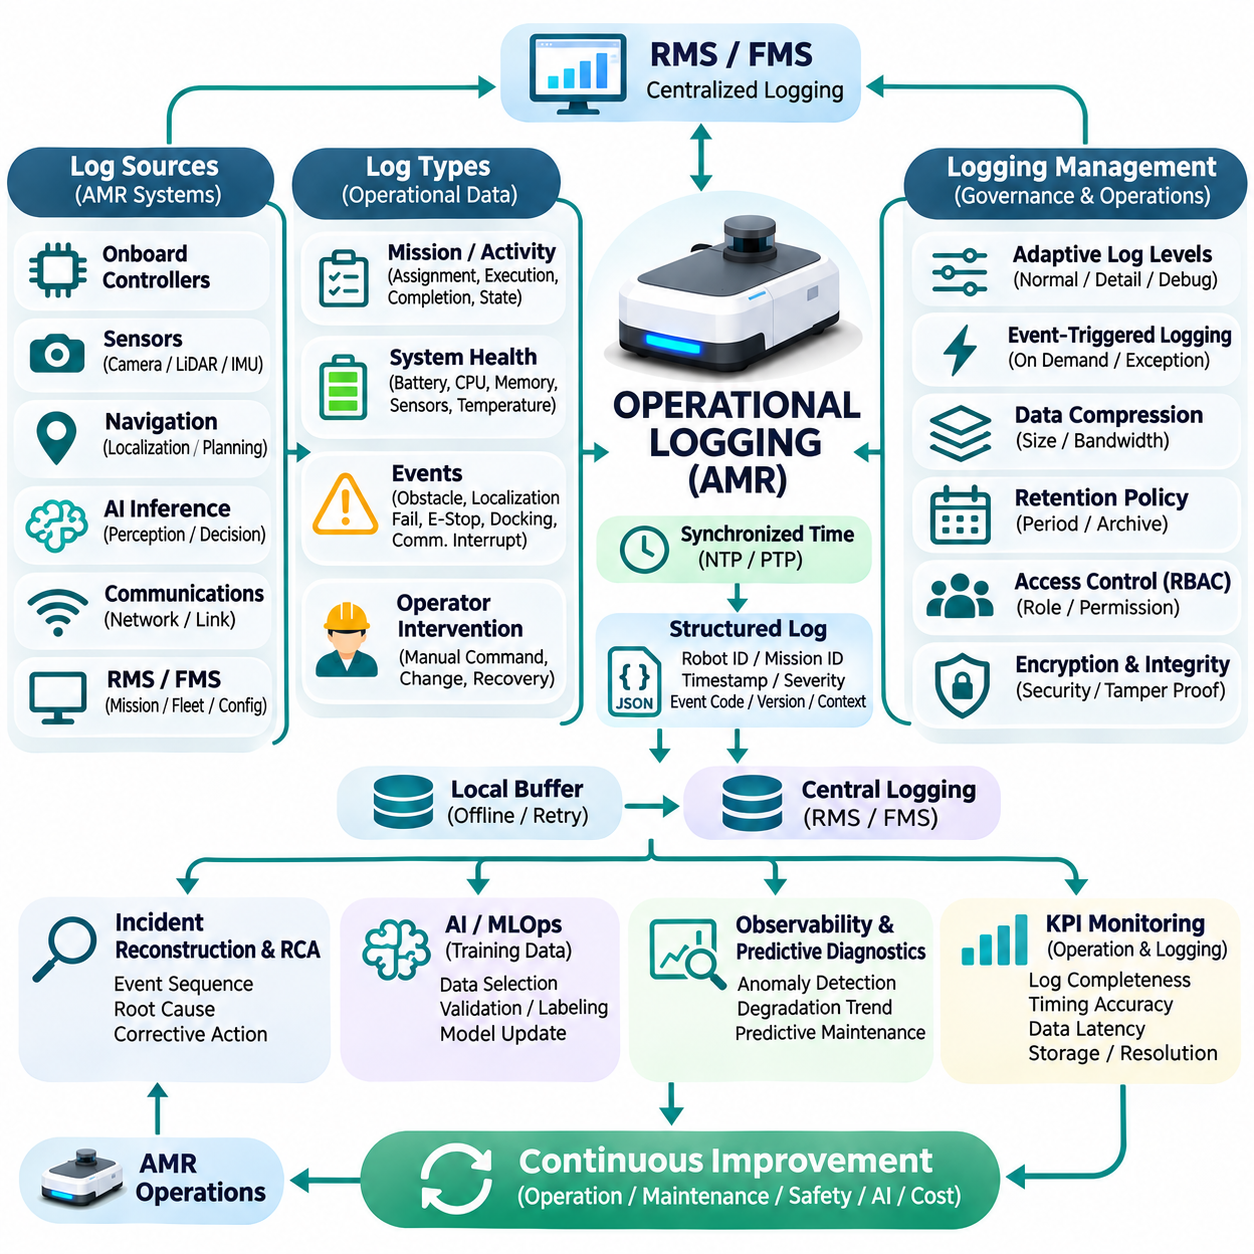 RMS / FMS
Centralized Logging
Log Sources
(AMR Systems)
Onboard
Controllers
Sensors
(Camera / LiDAR / IMU)
Navigation
(Localization / Planning)
AI Inference
(Perception / Decision)
Communications
(Network / Link)
RMS / FMS
(Mission / Fleet / Config)
Log Types
(Operational Data)
Mission / Activity
(Assignment, Execution,
Completion, State)
System Health
(Battery, CPU, Memory,
Sensors, Temperature)
Events
(Obstacle, Localization
Fail, E-Stop, Docking,
Comm. Interrupt)
Operator
Intervention
(Manual Command,
Change, Recovery)
OPERATIONAL
LOGGING
(AMR)
Synchronized Time
(NTP / PTP)
Structured Log
{ }
JSON
Robot ID / Mission ID
Timestamp / Severity
Event Code / Version / Context
Logging Management
(Governance & Operations)
Adaptive Log Levels
(Normal / Detail / Debug)
Event-Triggered Logging
(On Demand / Exception)
Data Compression
(Size / Bandwidth)
Retention Policy
(Period / Archive)
Access Control (RBAC)
(Role / Permission)
Encryption & Integrity
(Security / Tamper Proof)
Local Buffer
(Offline / Retry)
Central Logging
(RMS / FMS)
Incident
Reconstruction & RCA
Event Sequence
Root Cause
Corrective Action
AI / MLOps
(Training Data)
Data Selection
Validation / Labeling
Model Update
Observability &
Predictive Diagnostics
Anomaly Detection
Degradation Trend
Predictive Maintenance
KPI Monitoring
(Operation & Logging)
Log Completeness
Timing Accuracy
Data Latency
Storage / Resolution
AMR
Operations
Continuous Improvement
(Operation / Maintenance / Safety / AI / Cost)